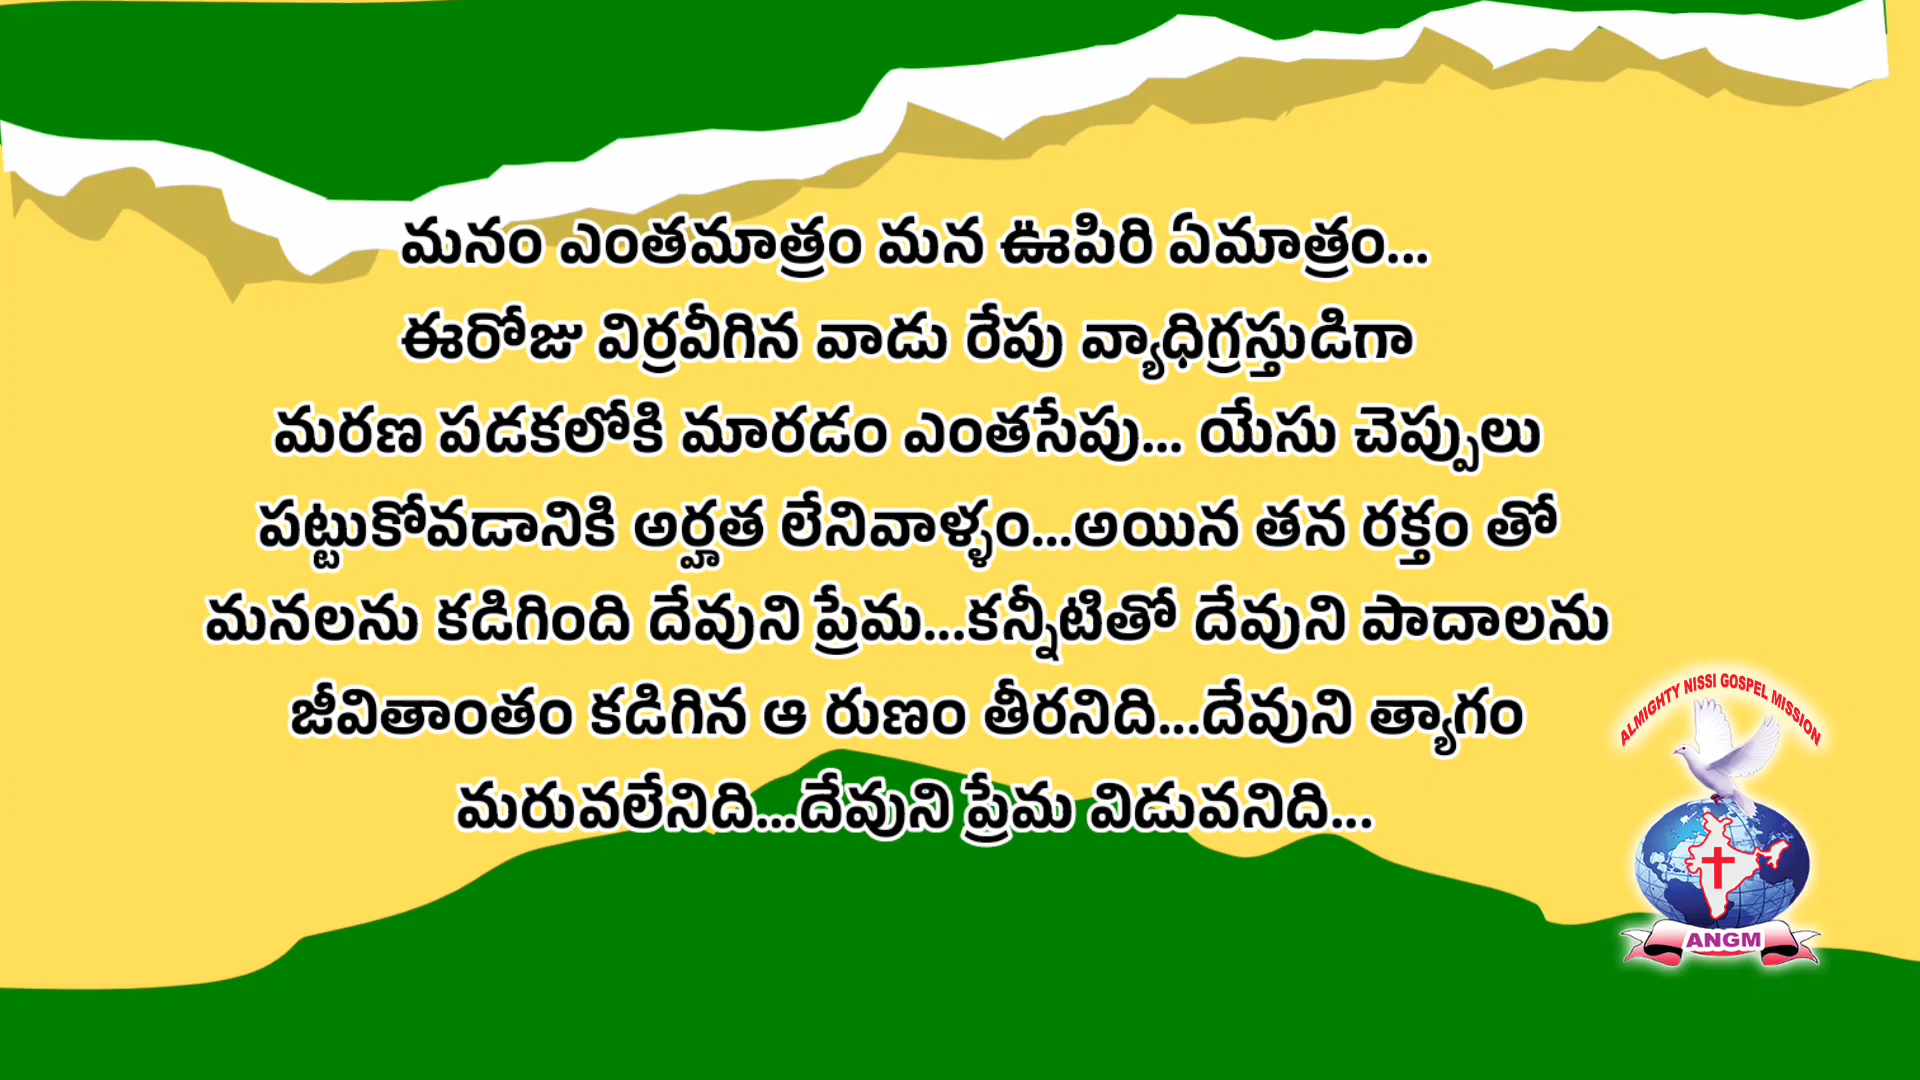 మనం ఎంతమాత్రం మన ఊపిరి ఏమాత్రం...
ఈరోజు విర్రవీగిన వాడు రేపు వ్యాధిగ్రస్తుడిగా
మరణ పడకలోకి మారడం ఎంతసేపు... యేసు చెప్పులు
పట్టుకోవడానికి అర్హత లేనివాళ్ళం...అయిన తన రక్తం తో
మనలను కడిగింది దేవుని ప్రేమ...కన్నీటితో దేవుని పాదాలను
జీవితాంతం కడిగిన ఆ రుణం తీరనిది...దేవుని త్యాగం
మరువలేనిది...దేవుని ప్రేమ విడువనిది...
ALMIGHTY NISSI GOSPEL MISSION
ANGM